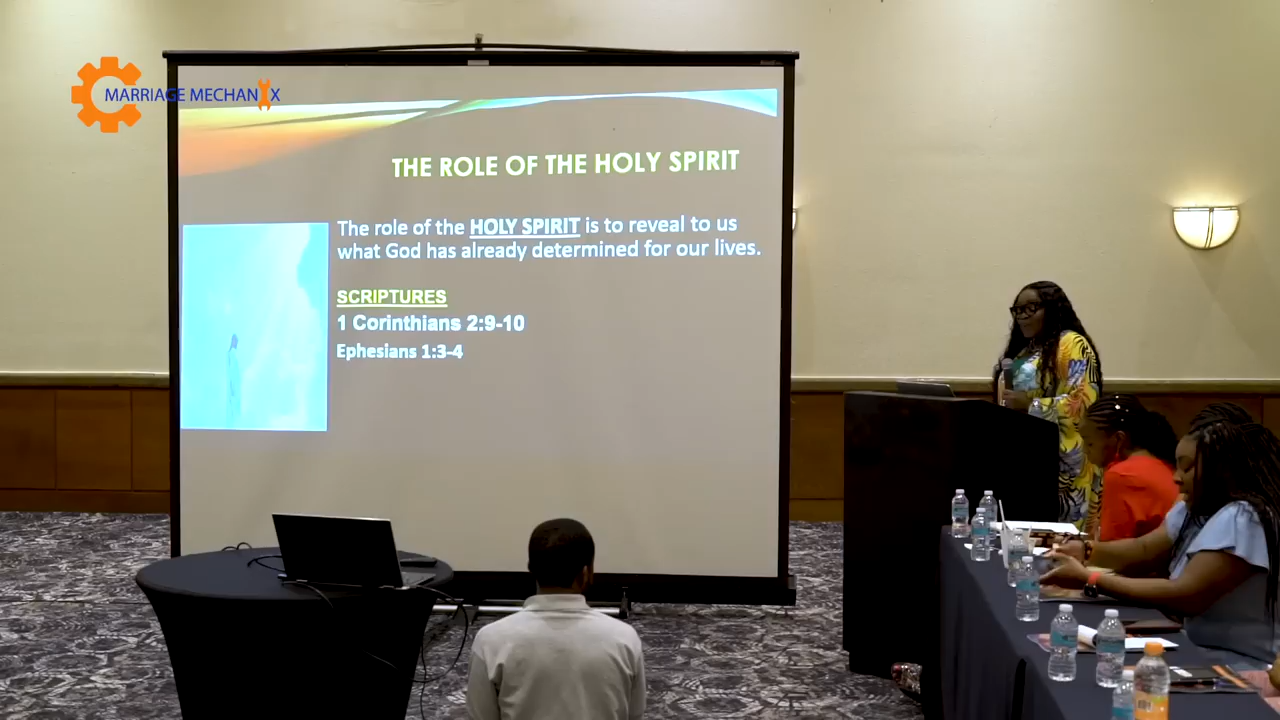 MARRIAGE MECHANIX
THE ROLE OF THE HOLY SPIRIT
The role of the HOLY SPIRIT is to reveal to us
what God has already determined for our lives.
SCRIPTURES
1 Corinthians 2:9-10
Ephesians 1:3-4